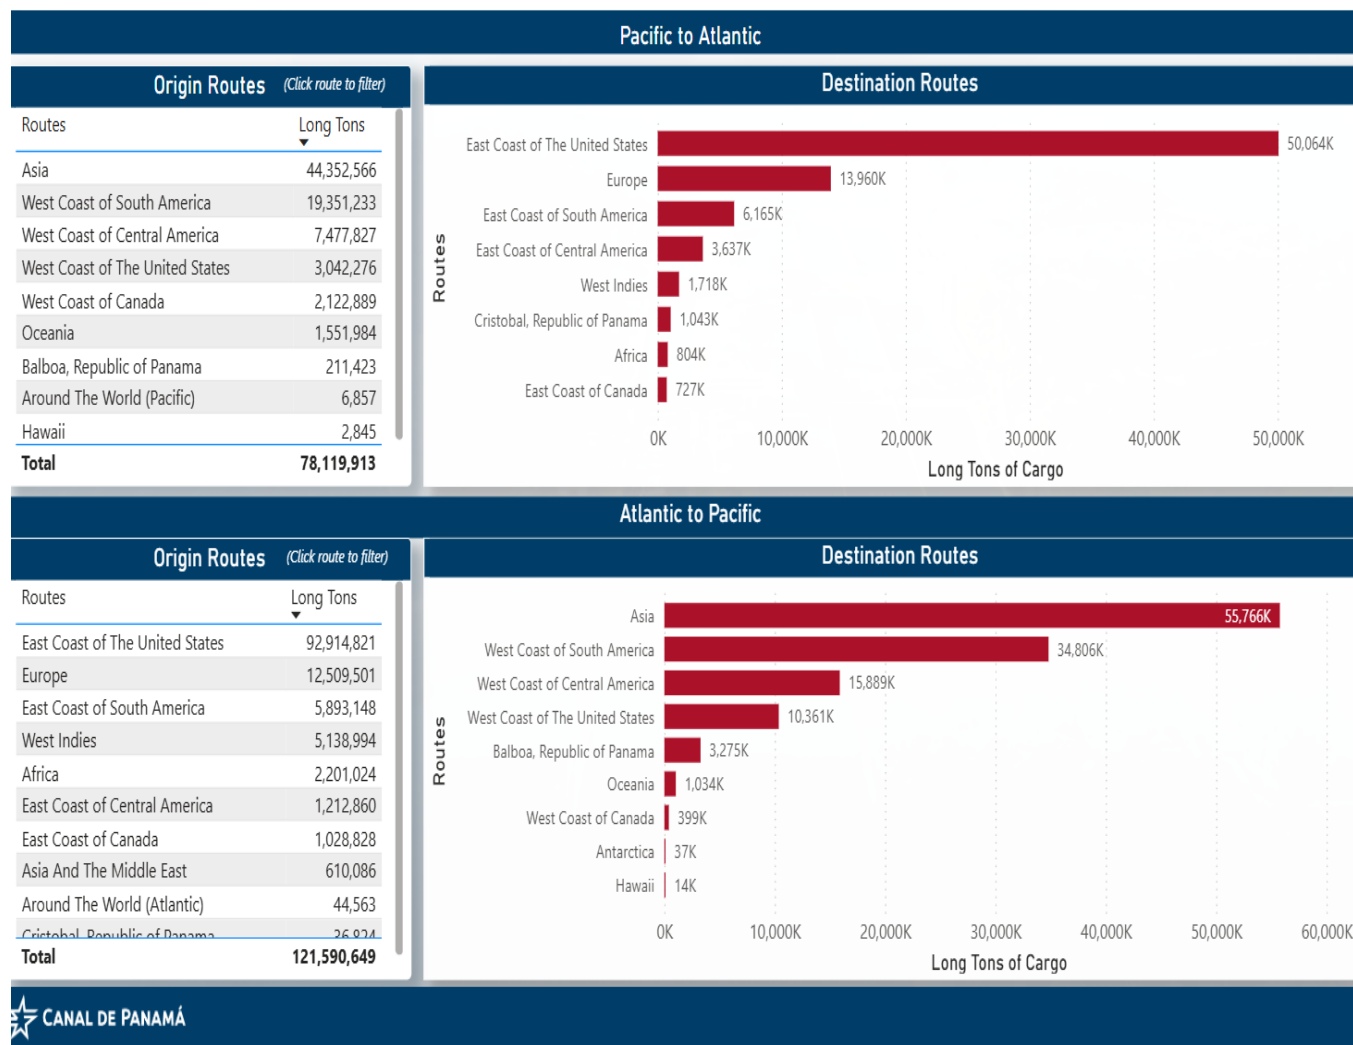 Pacific to Atlantic
Origin Routes (Click route to filter)
Routes Long Tons
Asia 44,352,566
West Coast of South America 19,351,233
West Coast of Central America 7,477,827
West Coast of The United States 3,042,276
West Coast of Canada 2,122,889
Oceania 1,551,984
Balboa, Republic of Panama 211,423
Around The World (Pacific) 6,857
Hawaii 2,845
Total 78,119,913
Destination Routes
Routes
East Coast of The United States 50,064K
Europe 13,960K
East Coast of South America 6,165K
East Coast of Central America 3,637K
West Indies 1,718K
Cristobal, Republic of Panama 1,043K
Africa 804K
East Coast of Canada 727K
0K 10,000K 20,000K 30,000K 40,000K 50,000K
Long Tons of Cargo
Atlantic to Pacific
Origin Routes (Click route to filter)
Routes Long Tons
East Coast of The United States 92,914,821
Europe 12,509,501
East Coast of South America 5,893,148
West Indies 5,138,994
Africa 2,201,024
East Coast of Central America 1,212,860
East Coast of Canada 1,028,828
Asia And The Middle East 610,086
Around The World (Atlantic) 44,563
Cristobal, Republic of Panama 36,824
Total 121,590,649
Destination Routes
Routes
Asia 55,766K
West Coast of South America 34,806K
West Coast of Central America 15,889K
West Coast of The United States 10,361K
Balboa, Republic of Panama 3,275K
Oceania 1,034K
West Coast of Canada 399K
Antarctica 37K
Hawaii 14K
0K 10,000K 20,000K 30,000K 40,000K 50,000K 60,000K
Long Tons of Cargo
CANAL DE PANAMÁ